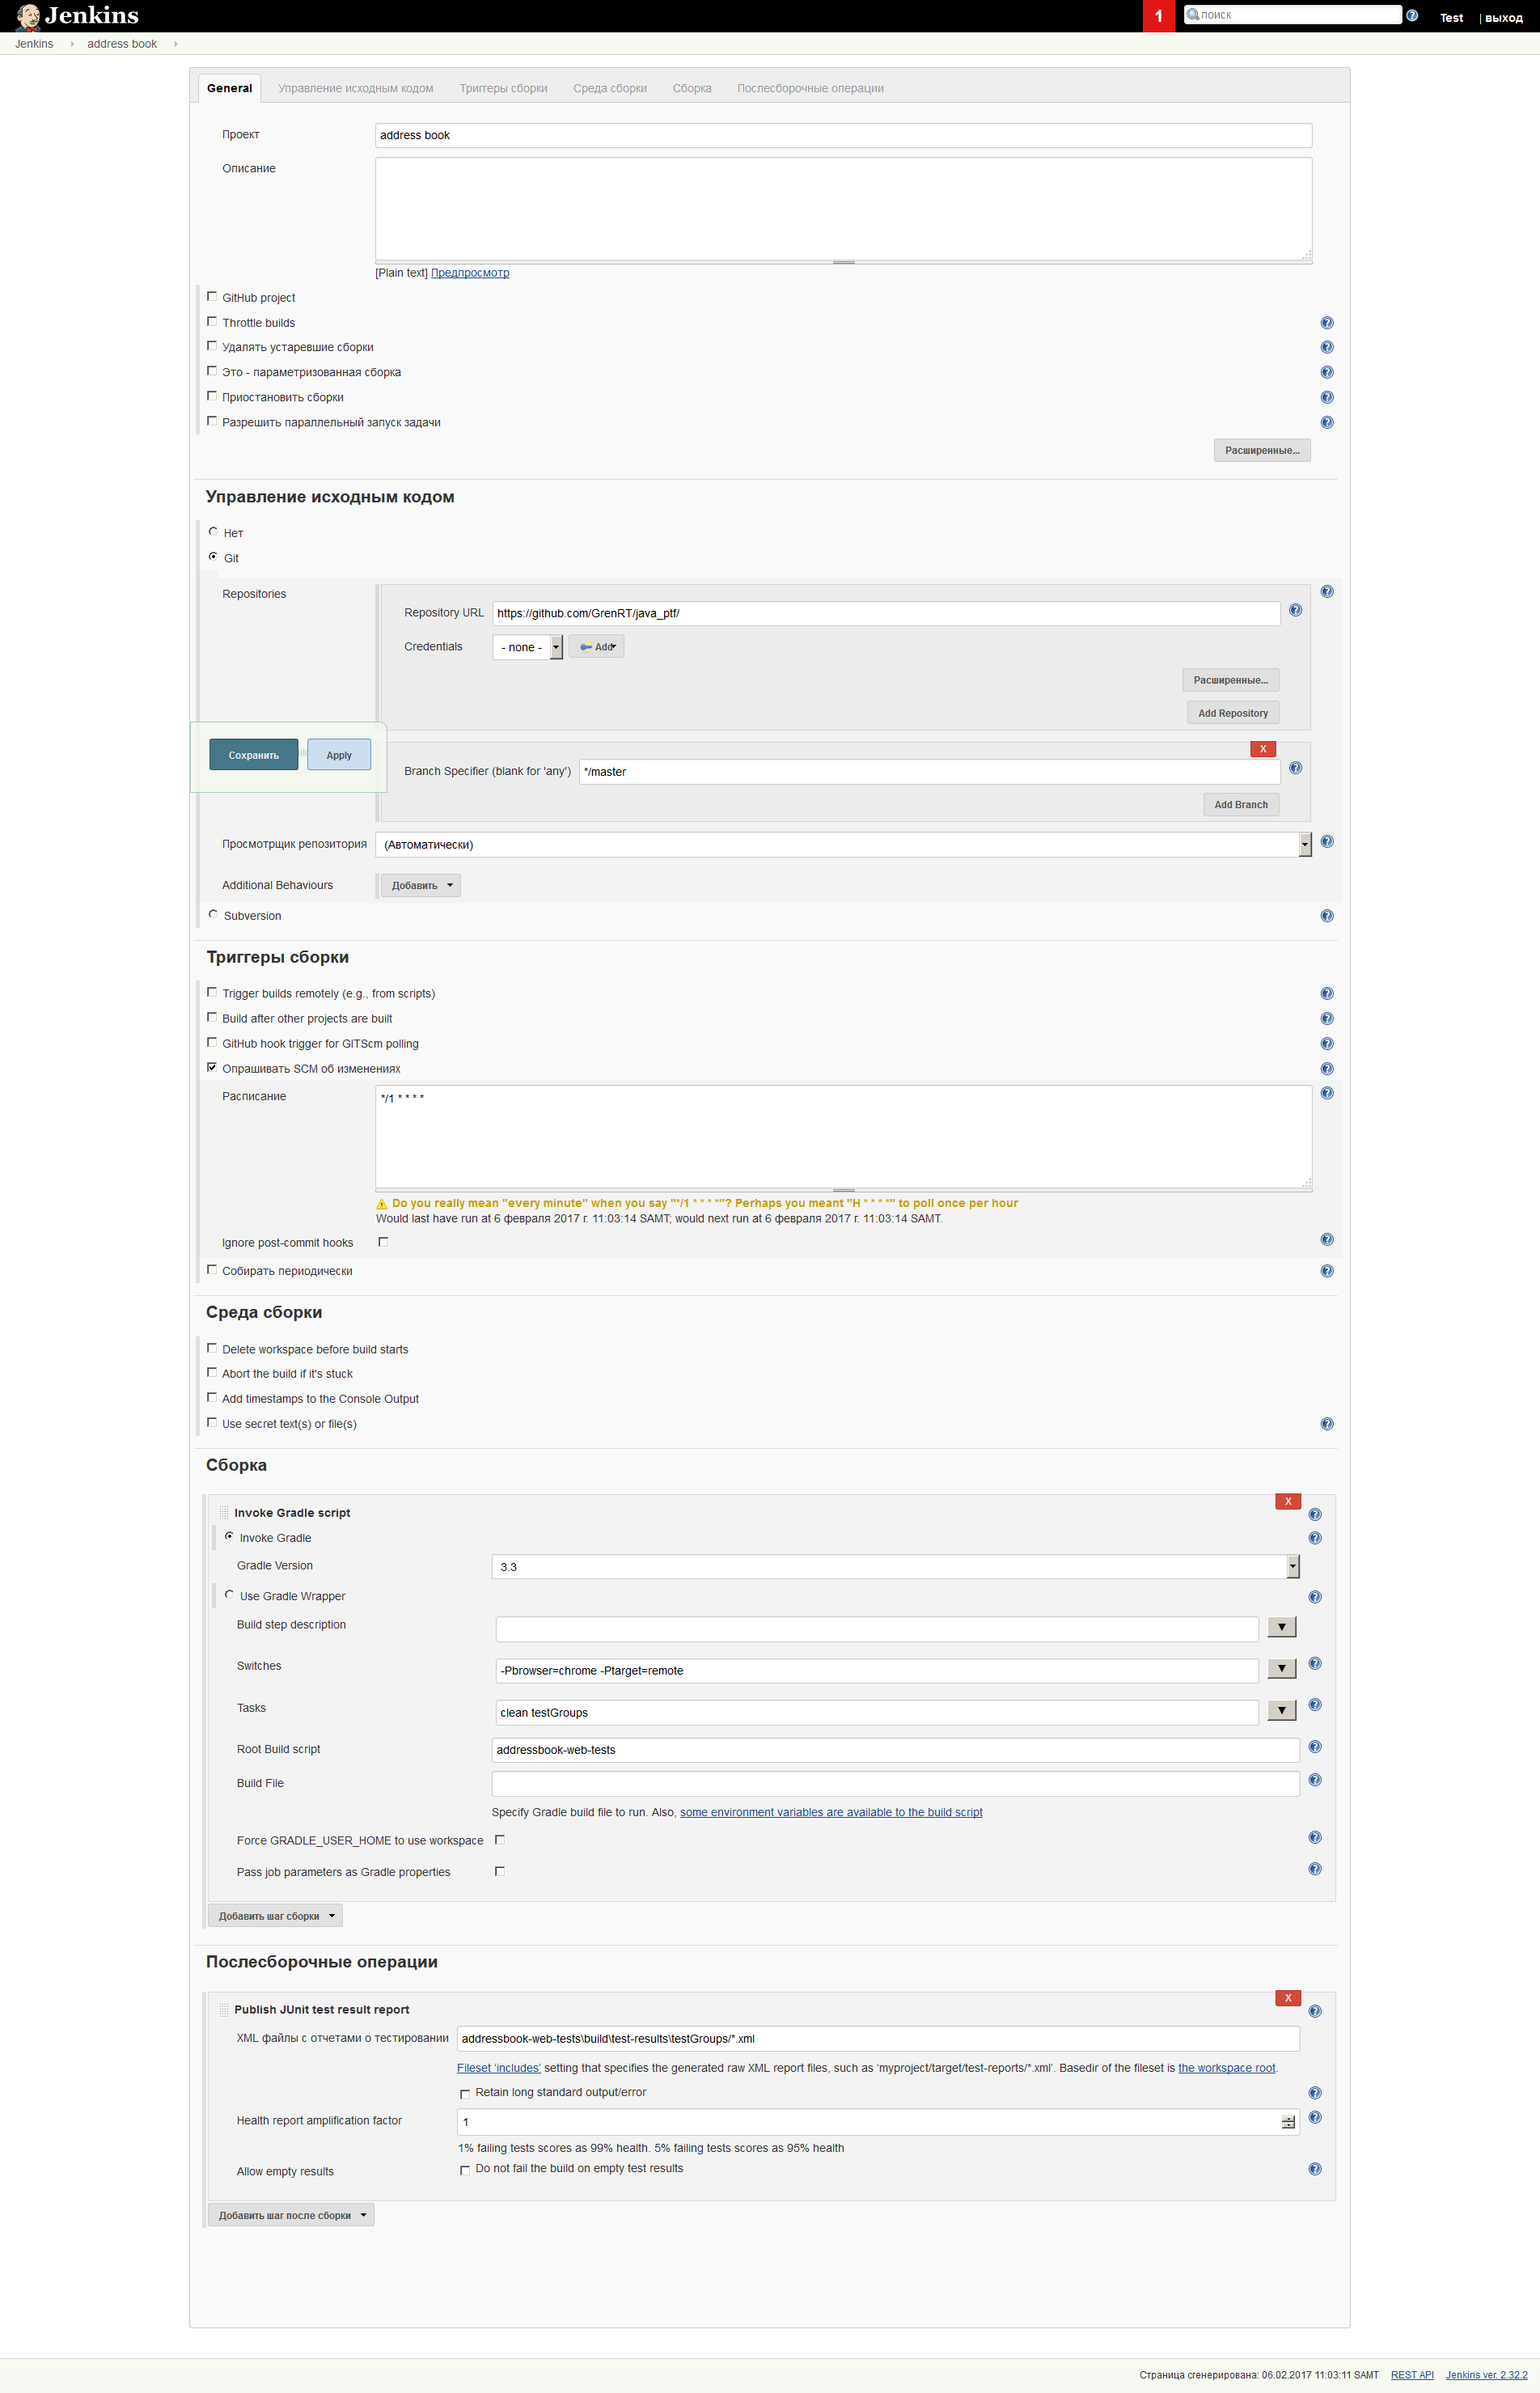 Jenkins
1
поиск
Test
| выход
Jenkins
address book
General
Управление исходным кодом
Триггеры сборки
Среда сборки
Сборка
Послесборочные операции
Проект
address book
Описание
[Plain text] Предпросмотр
GitHub project
Throttle builds
Удалять устаревшие сборки
Это - параметризованная сборка
Приостановить сборки
Разрешить параллельный запуск задачи
Расширенные...
Управление исходным кодом
Нет
Git
Repositories
Repository URL
https://github.com/GrenRT/java_ptf/
Credentials
- none -
Add
Расширенные...
Add Repository
Сохранить
Apply
X
Branch Specifier (blank for 'any')
*/master
Add Branch
Просмотрщик репозитория
(Автоматически)
Additional Behaviours
Добавить
Subversion
Триггеры сборки
Trigger builds remotely (e.g., from scripts)
Build after other projects are built
GitHub hook trigger for GITScm polling
Опрашивать SCM об изменениях
Расписание
*/1 * * * *
Do you really mean "every minute" when you say "*/1 * * * *"? Perhaps you meant "H * * * *" to poll once per hour
Would last have run at 6 февраля 2017 г. 11:03:14 SAMT; would next run at 6 февраля 2017 г. 11:03:14 SAMT.
Ignore post-commit hooks
Собирать периодически
Среда сборки
Delete workspace before build starts
Abort the build if it's stuck
Add timestamps to the Console Output
Use secret text(s) or file(s)
Сборка
X
Invoke Gradle script
Invoke Gradle
Gradle Version
3.3
Use Gradle Wrapper
Build step description
Switches
-Pbrowser=chrome -Ptarget=remote
Tasks
clean testGroups
Root Build script
addressbook-web-tests
Build File
Specify Gradle build file to run. Also, some environment variables are available to the build script
Force GRADLE_USER_HOME to use workspace
Pass job parameters as Gradle properties
Добавить шаг сборки
Послесборочные операции
X
Publish JUnit test result report
XML файлы с отчетами о тестировании
addressbook-web-tests\build\test-results\testGroups/*.xml
Fileset ‘includes’ setting that specifies the generated raw XML report files, such as ‘myproject/target/test-reports/*.xml’. Basedir of the fileset is the workspace root.
Retain long standard output/error
Health report amplification factor
1
1% failing tests scores as 99% health. 5% failing tests scores as 95% health
Allow empty results
Do not fail the build on empty test results
Добавить шаг после сборки
Страница сгенерирована: 06.02.2017 11:03:11 SAMT
REST API
Jenkins ver. 2.32.2